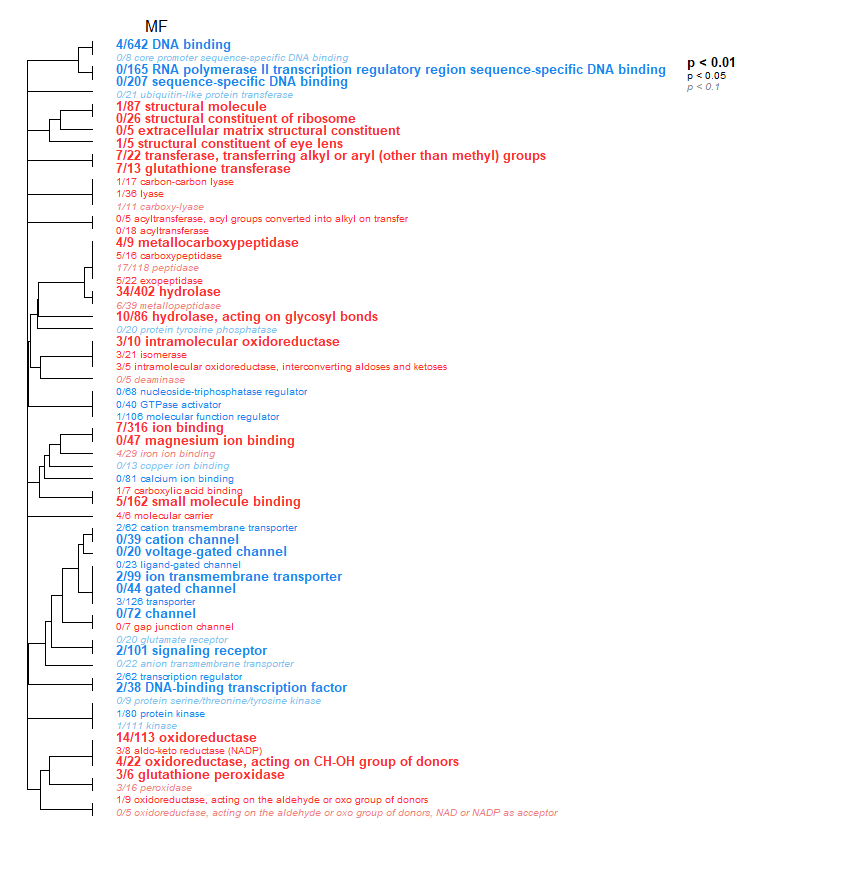 MF
4/642 DNA binding
0/8 core promoter sequence-specific DNA binding
p < 0.01
0/165 RNA polymerase II transcription regulatory region sequence-specific DNA binding
p < 0.05
0/207 sequence-specific DNA binding
p < 0.1
0/21 ubiquitin-like protein transferase
1/87 structural molecule
0/26 structural constituent of ribosome
0/5 extracellular matrix structural constituent
1/5 structural constituent of eye lens
7/22 transferase, transferring alkyl or aryl (other than methyl) groups
7/13 glutathione transferase
1/17 carbon-carbon lyase
1/36 lyase
1/11 carboxy-lyase
0/5 acyltransferase, acyl groups converted into alkyl on transfer
0/18 acyltransferase
4/9 metallocarboxypeptidase
5/16 carboxypeptidase
17/118 peptidase
5/22 exopeptidase
34/402 hydrolase
6/39 metallopeptidase
10/86 hydrolase, acting on glycosyl bonds
0/20 protein tyrosine phosphatase
3/10 intramolecular oxidoreductase
3/21 isomerase
3/5 intramolecular oxidoreductase, interconverting aldoses and ketoses
0/5 deaminase
0/68 nucleoside-triphosphatase regulator
0/40 GTPase activator
1/106 molecular function regulator
7/316 ion binding
0/47 magnesium ion binding
4/29 iron ion binding
0/13 copper ion binding
0/81 calcium ion binding
1/7 carboxylic acid binding
5/162 small molecule binding
4/6 molecular carrier
2/62 cation transmembrane transporter
0/39 cation channel
0/20 voltage-gated channel
0/23 ligand-gated channel
2/99 ion transmembrane transporter
0/44 gated channel
3/126 transporter
0/72 channel
0/7 gap junction channel
0/20 glutamate receptor
2/101 signaling receptor
0/22 anion transmembrane transporter
2/62 transcription regulator
2/38 DNA-binding transcription factor
0/9 protein serine/threonine/tyrosine kinase
1/80 protein kinase
1/111 kinase
14/113 oxidoreductase
3/8 aldo-keto reductase (NADP)
4/22 oxidoreductase, acting on CH-OH group of donors
3/6 glutathione peroxidase
3/16 peroxidase
1/9 oxidoreductase, acting on the aldehyde or oxo group of donors
0/5 oxidoreductase, acting on the aldehyde or oxo group of donors, NAD or NADP as acceptor